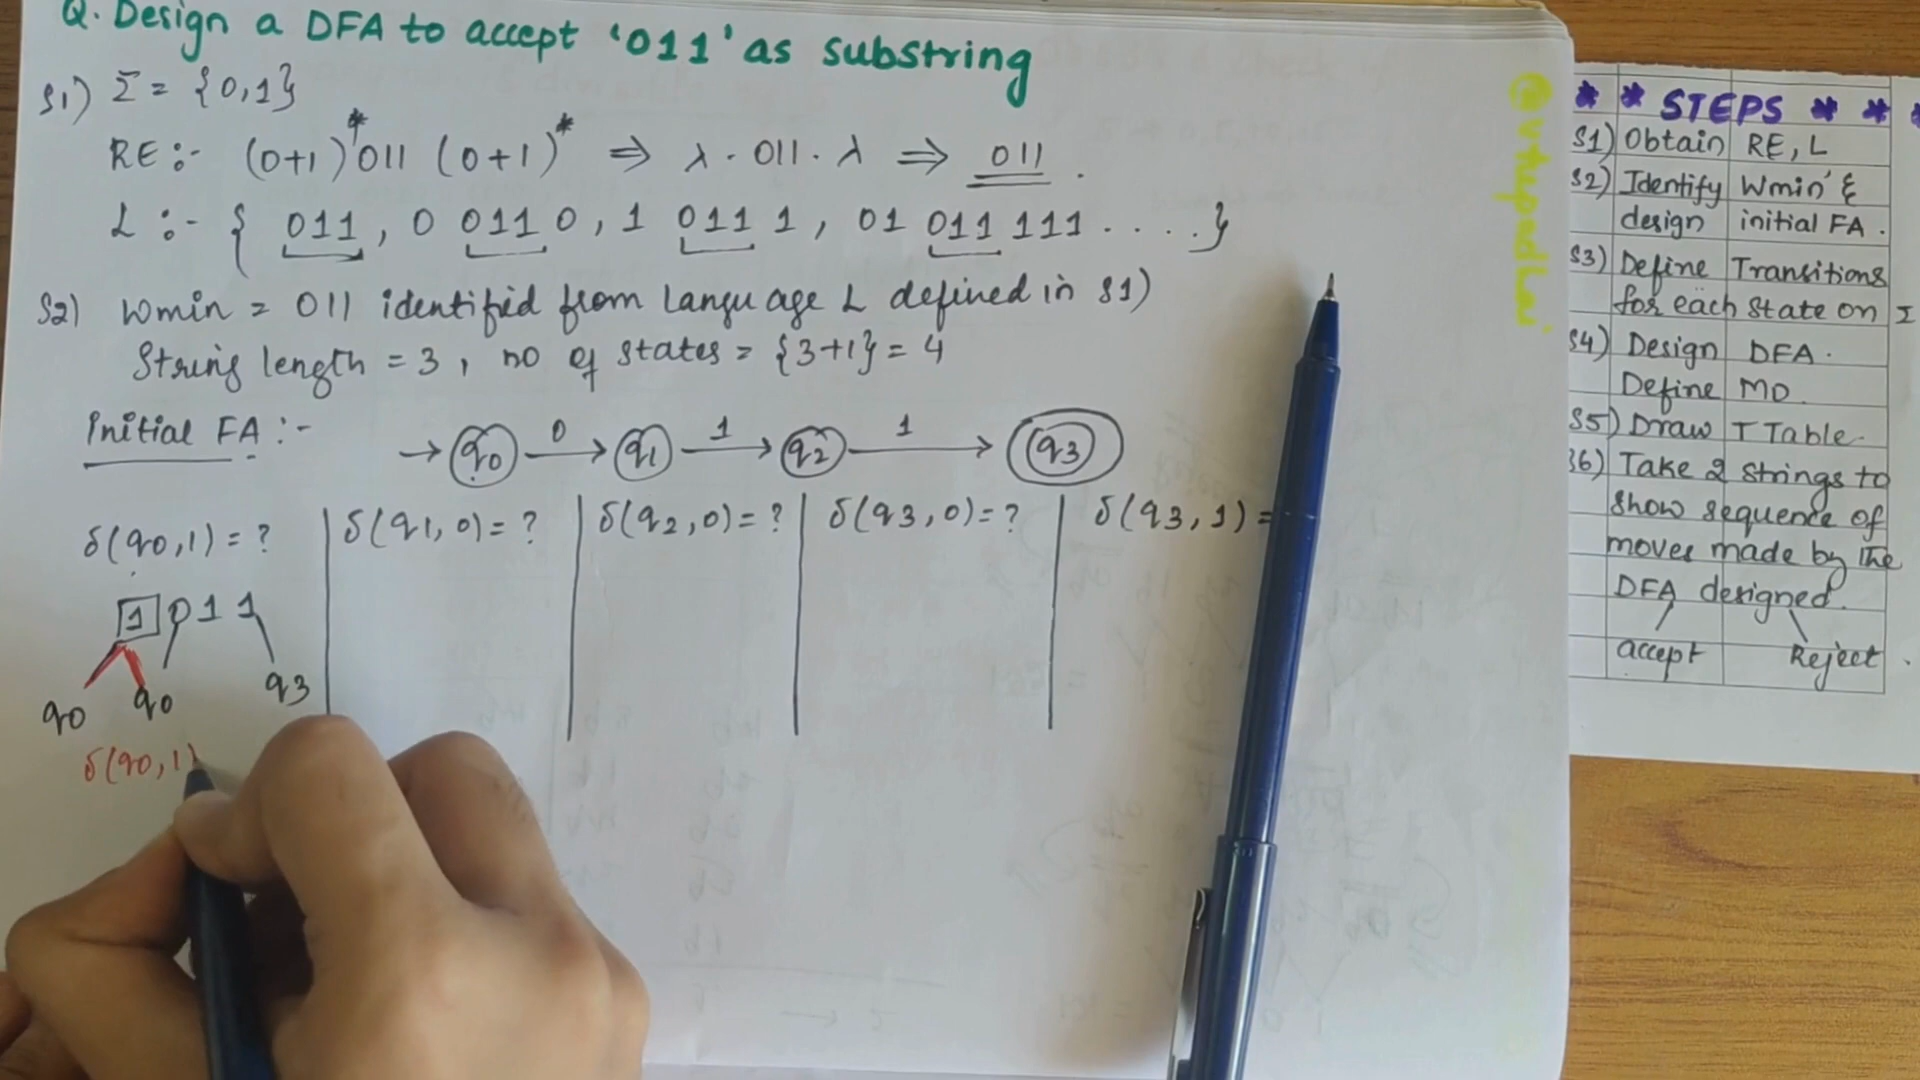 Q. Design a DFA to accept '011' as substring
S1) Σ = {0,1}
RE :- (0+1)*011 (0+1)* ⇒ λ · 011 · λ ⇒ 011 .
L :- { 011 , 0 011 0 , 1 011 1 , 01 011 111 . . . . }
S2) Wmin = 011 identified from Language L defined in S1)
String length = 3 , no of states = {3+1} = 4
Initial FA :-
→ q0 0 → q1 1 → q2 1 → q3
δ(q0,1) = ? δ(q1,0) = ? δ(q2,0) = ? δ(q3,0) = ? δ(q3,1) =
1 0 1 1
q0 q0 q3
δ(q0,1)
@vtupadhai
* * STEPS * * *
S1) Obtain RE, L
S2) Identify Wmin' &
design initial FA .
S3) Define Transitions
for each state on Σ
S4) Design DFA .
Define MD .
S5) Draw T Table .
S6) Take 2 strings to
show sequence of
moves made by the
DFA designed.
accept Reject .